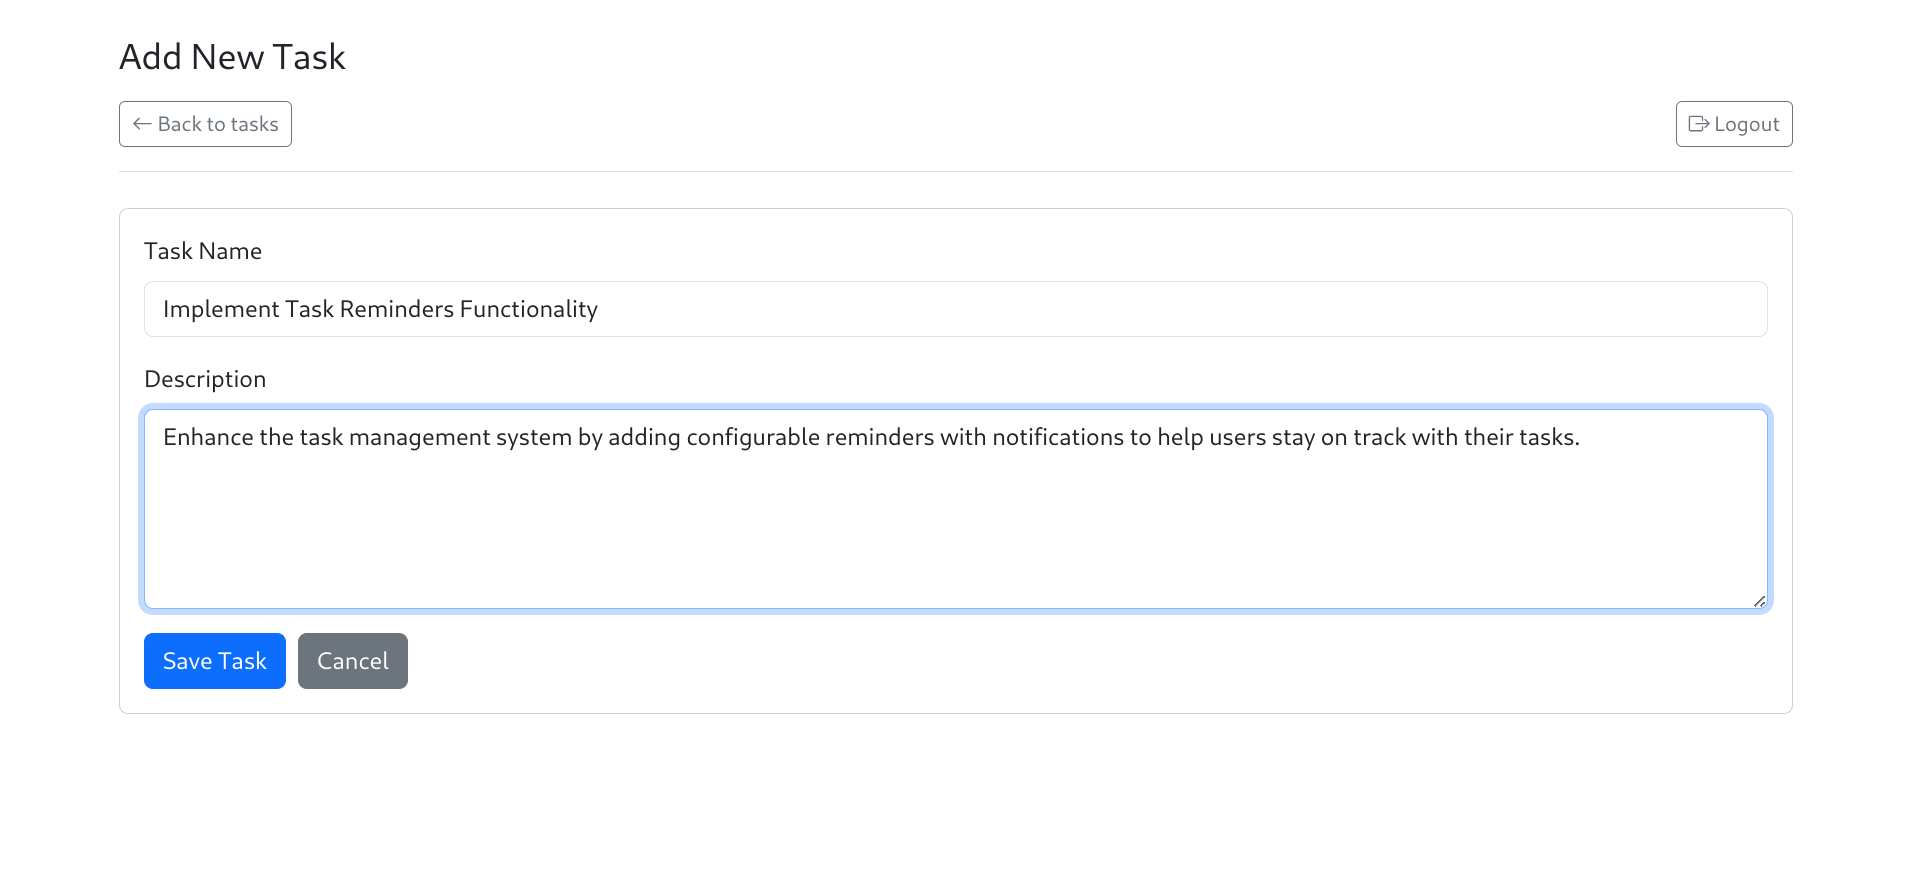 Add New Task
Back to tasks
Logout
Task Name
Implement Task Reminders Functionality
Description
Enhance the task management system by adding configurable reminders with notifications to help users stay on track with their tasks.
Save Task
Cancel